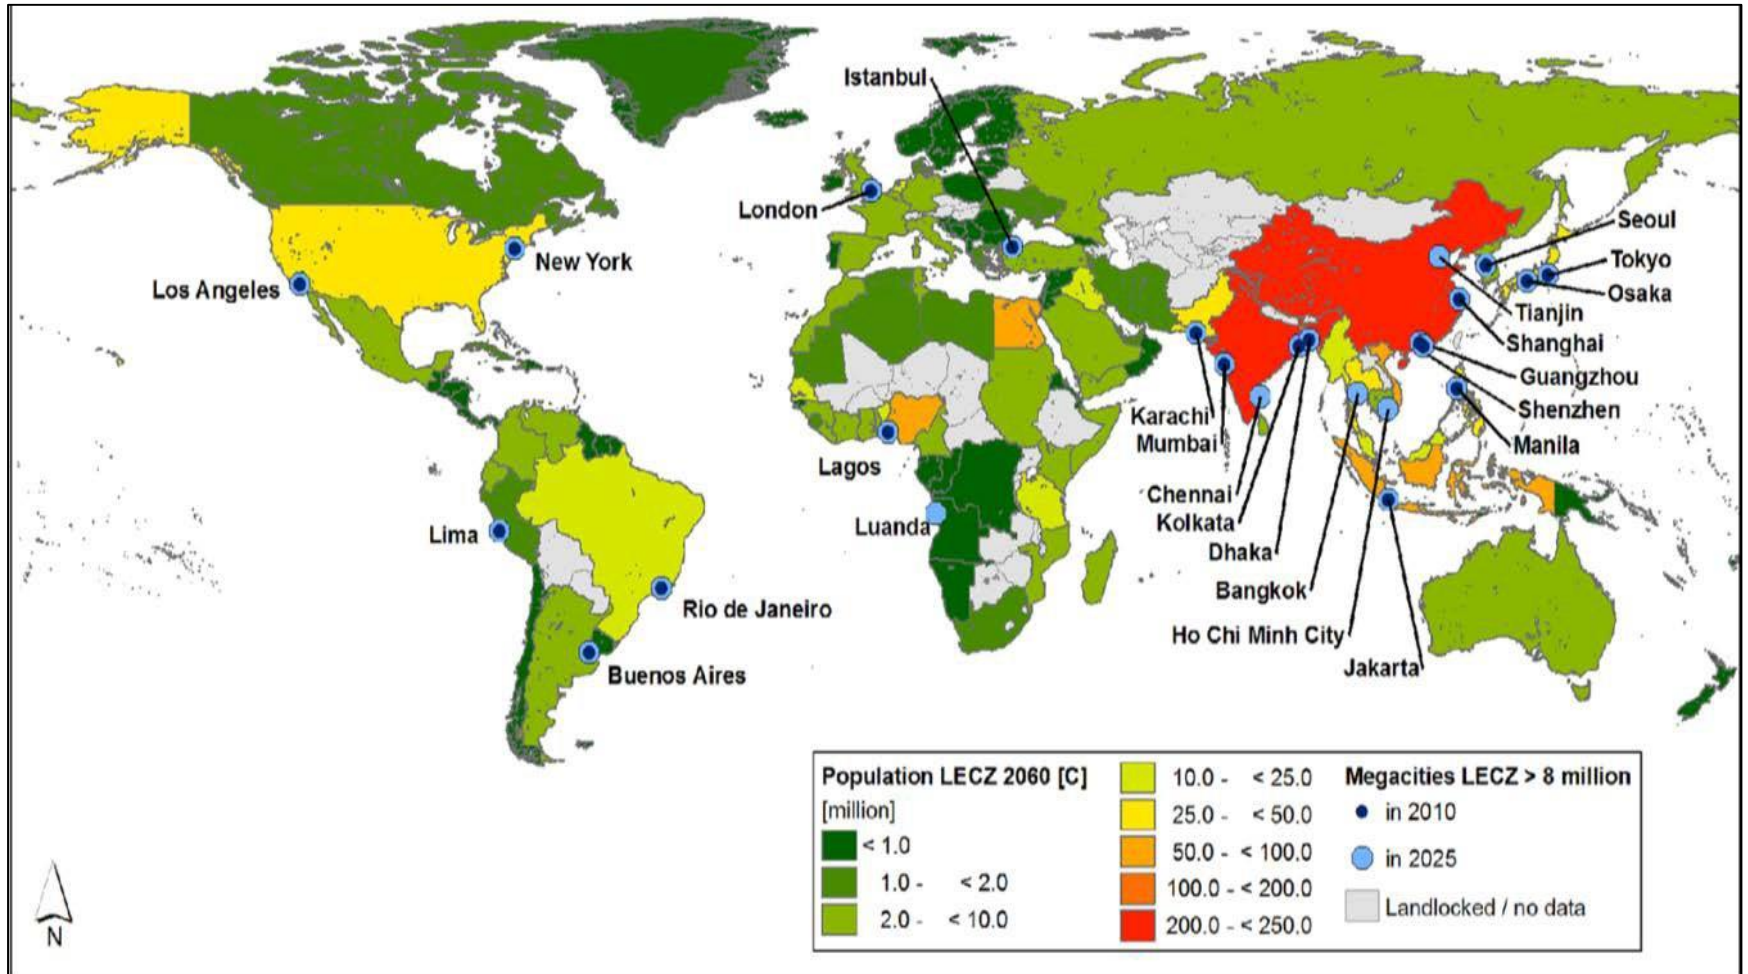 Istanbul
London
Seoul
New York
Tokyo
Los Angeles
Osaka
Tianjin
Shanghai
Guangzhou
Karachi
Shenzhen
Mumbai
Manila
Lagos
Chennai
Kolkata
Luanda
Lima
Dhaka
Bangkok
Rio de Janeiro
Ho Chi Minh City
Jakarta
Buenos Aires
Population LECZ 2060 [C]
[million]
< 1.0
1.0 - < 2.0
2.0 - < 10.0
10.0 - < 25.0
25.0 - < 50.0
50.0 - < 100.0
100.0 - < 200.0
200.0 - < 250.0
Megacities LECZ > 8 million
in 2010
in 2025
Landlocked / no data
N